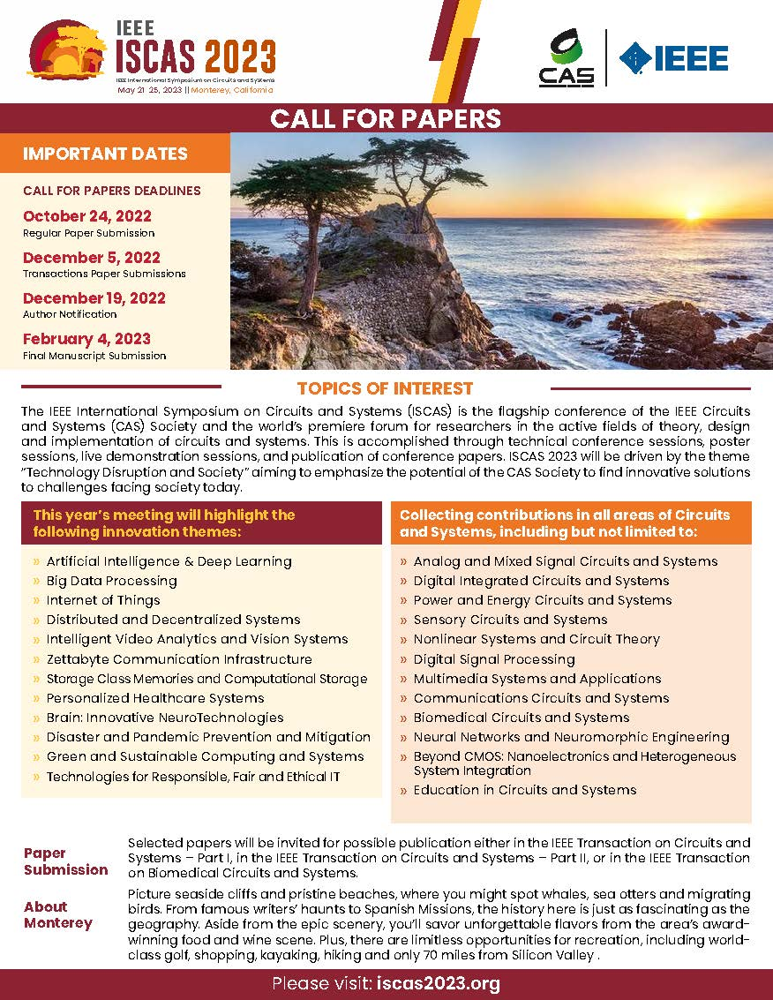 IEEE
ISCAS 2023
IEEE International Symposium on Circuits and Systems
May 21-25, 2023 || Monterey, California
CAS
IEEE
CALL FOR PAPERS
IMPORTANT DATES
CALL FOR PAPERS DEADLINES
October 24, 2022
Regular Paper Submission
December 5, 2022
Transactions Paper Submissions
December 19, 2022
Author Notification
February 4, 2023
Final Manuscript Submission
TOPICS OF INTEREST
The IEEE International Symposium on Circuits and Systems (ISCAS) is the flagship conference of the IEEE Circuits
and Systems (CAS) Society and the world's premiere forum for researchers in the active fields of theory, design
and implementation of circuits and systems. This is accomplished through technical conference sessions, poster
sessions, live demonstration sessions, and publication of conference papers. ISCAS 2023 will be driven by the theme
"Technology Disruption and Society" aiming to emphasize the potential of the CAS Society to find innovative solutions
to challenges facing society today.
This year's meeting will highlight the
following innovation themes:
» Artificial Intelligence & Deep Learning
» Big Data Processing
» Internet of Things
» Distributed and Decentralized Systems
» Intelligent Video Analytics and Vision Systems
» Zettabyte Communication Infrastructure
» Storage Class Memories and Computational Storage
» Personalized Healthcare Systems
» Brain: Innovative NeuroTechnologies
» Disaster and Pandemic Prevention and Mitigation
» Green and Sustainable Computing and Systems
» Technologies for Responsible, Fair and Ethical IT
Collecting contributions in all areas of Circuits
and Systems, including but not limited to:
» Analog and Mixed Signal Circuits and Systems
» Digital Integrated Circuits and Systems
» Power and Energy Circuits and Systems
» Sensory Circuits and Systems
» Nonlinear Systems and Circuit Theory
» Digital Signal Processing
» Multimedia Systems and Applications
» Communications Circuits and Systems
» Biomedical Circuits and Systems
» Neural Networks and Neuromorphic Engineering
» Beyond CMOS: Nanoelectronics and Heterogeneous
System Integration
» Education in Circuits and Systems
Paper
Submission
Selected papers will be invited for possible publication either in the IEEE Transaction on Circuits and
Systems – Part I, in the IEEE Transaction on Circuits and Systems – Part II, or in the IEEE Transaction
on Biomedical Circuits and Systems.
About
Monterey
Picture seaside cliffs and pristine beaches, where you might spot whales, sea otters and migrating
birds. From famous writers' haunts to Spanish Missions, the history here is just as fascinating as the
geography. Aside from the epic scenery, you'll savor unforgettable flavors from the area's award-
winning food and wine scene. Plus, there are limitless opportunities for recreation, including world-
class golf, shopping, kayaking, hiking and only 70 miles from Silicon Valley .
Please visit: iscas2023.org